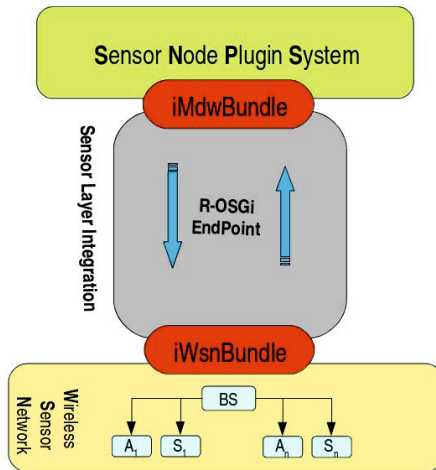 Sensor Node Plugin System
iMdwBundle
Sensor Layer Integration
R-OSGi
EndPoint
iWsnBundle
Wireless
Sensor
Network
BS
A1 S1 An Sn